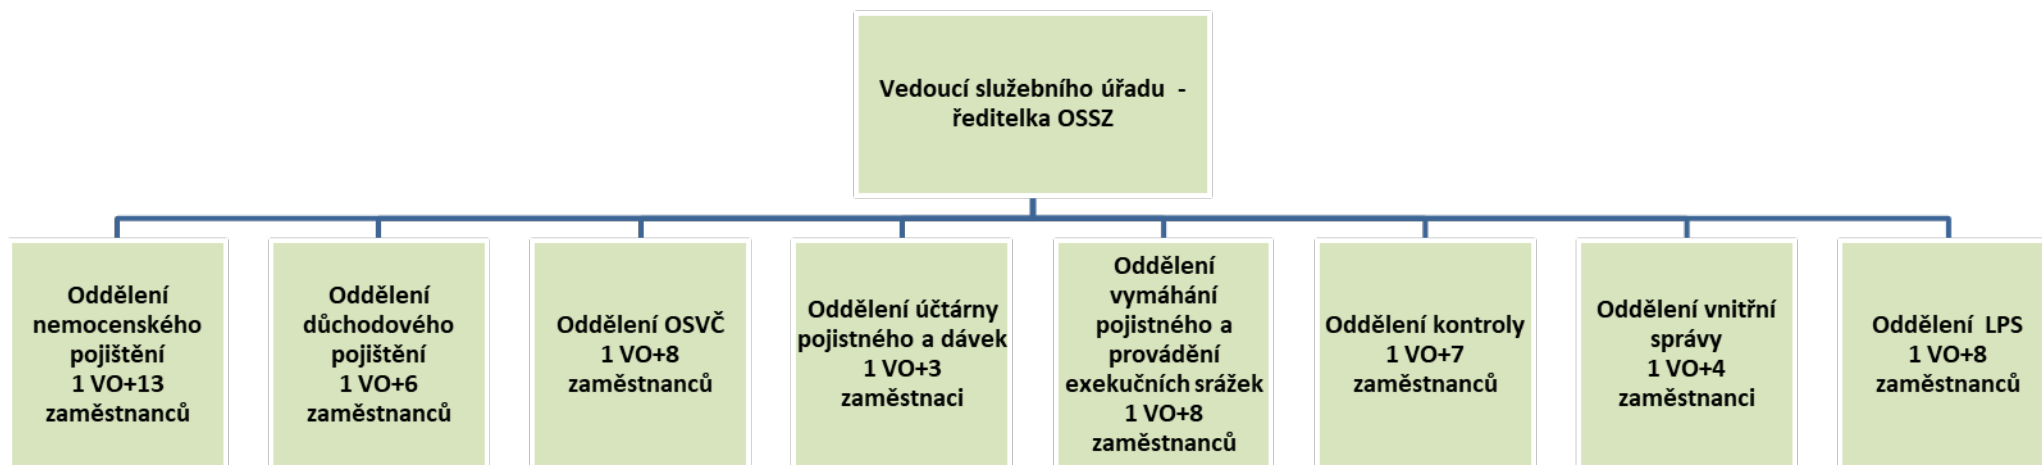 Vedoucí služebního úřadu -
ředitelka OSSZ
Oddělení
nemocenského
pojištění
1 VO+13
zaměstnanců
Oddělení
důchodového
pojištění
1 VO+6
zaměstnanců
Oddělení OSVČ
1 VO+8
zaměstnanců
Oddělení účtárny
pojistného a dávek
1 VO+3
zaměstnaci
Oddělení
vymáhání
pojistného a
provádění
exekučních srážek
1 VO+8
zaměstnanců
Oddělení kontroly
1 VO+7
zaměstnanců
Oddělení vnitřní
správy
1 VO+4
zaměstnanci
Oddělení LPS
1 VO+8
zaměstnanců